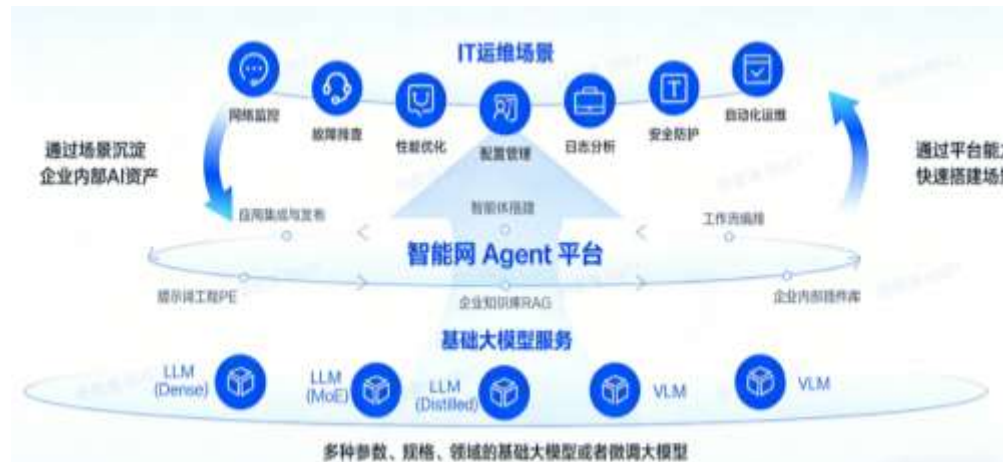 IT运维场景
网络监控
故障排查
性能优化
配置管理
日志分析
安全防护
自动化运维
通过场景沉淀
企业内部AI资产
通过平台能
快速搭建场
应用集成与发布
智能体搭建
工作流编排
智能网 Agent 平台
提示词工程PE
企业知识库RAG
企业内部插件库
基础大模型服务
LLM
(Dense)
LLM
(MoE)
LLM
(Distilled)
VLM
VLM
多种参数、规格、领域的基础大模型或者微调大模型